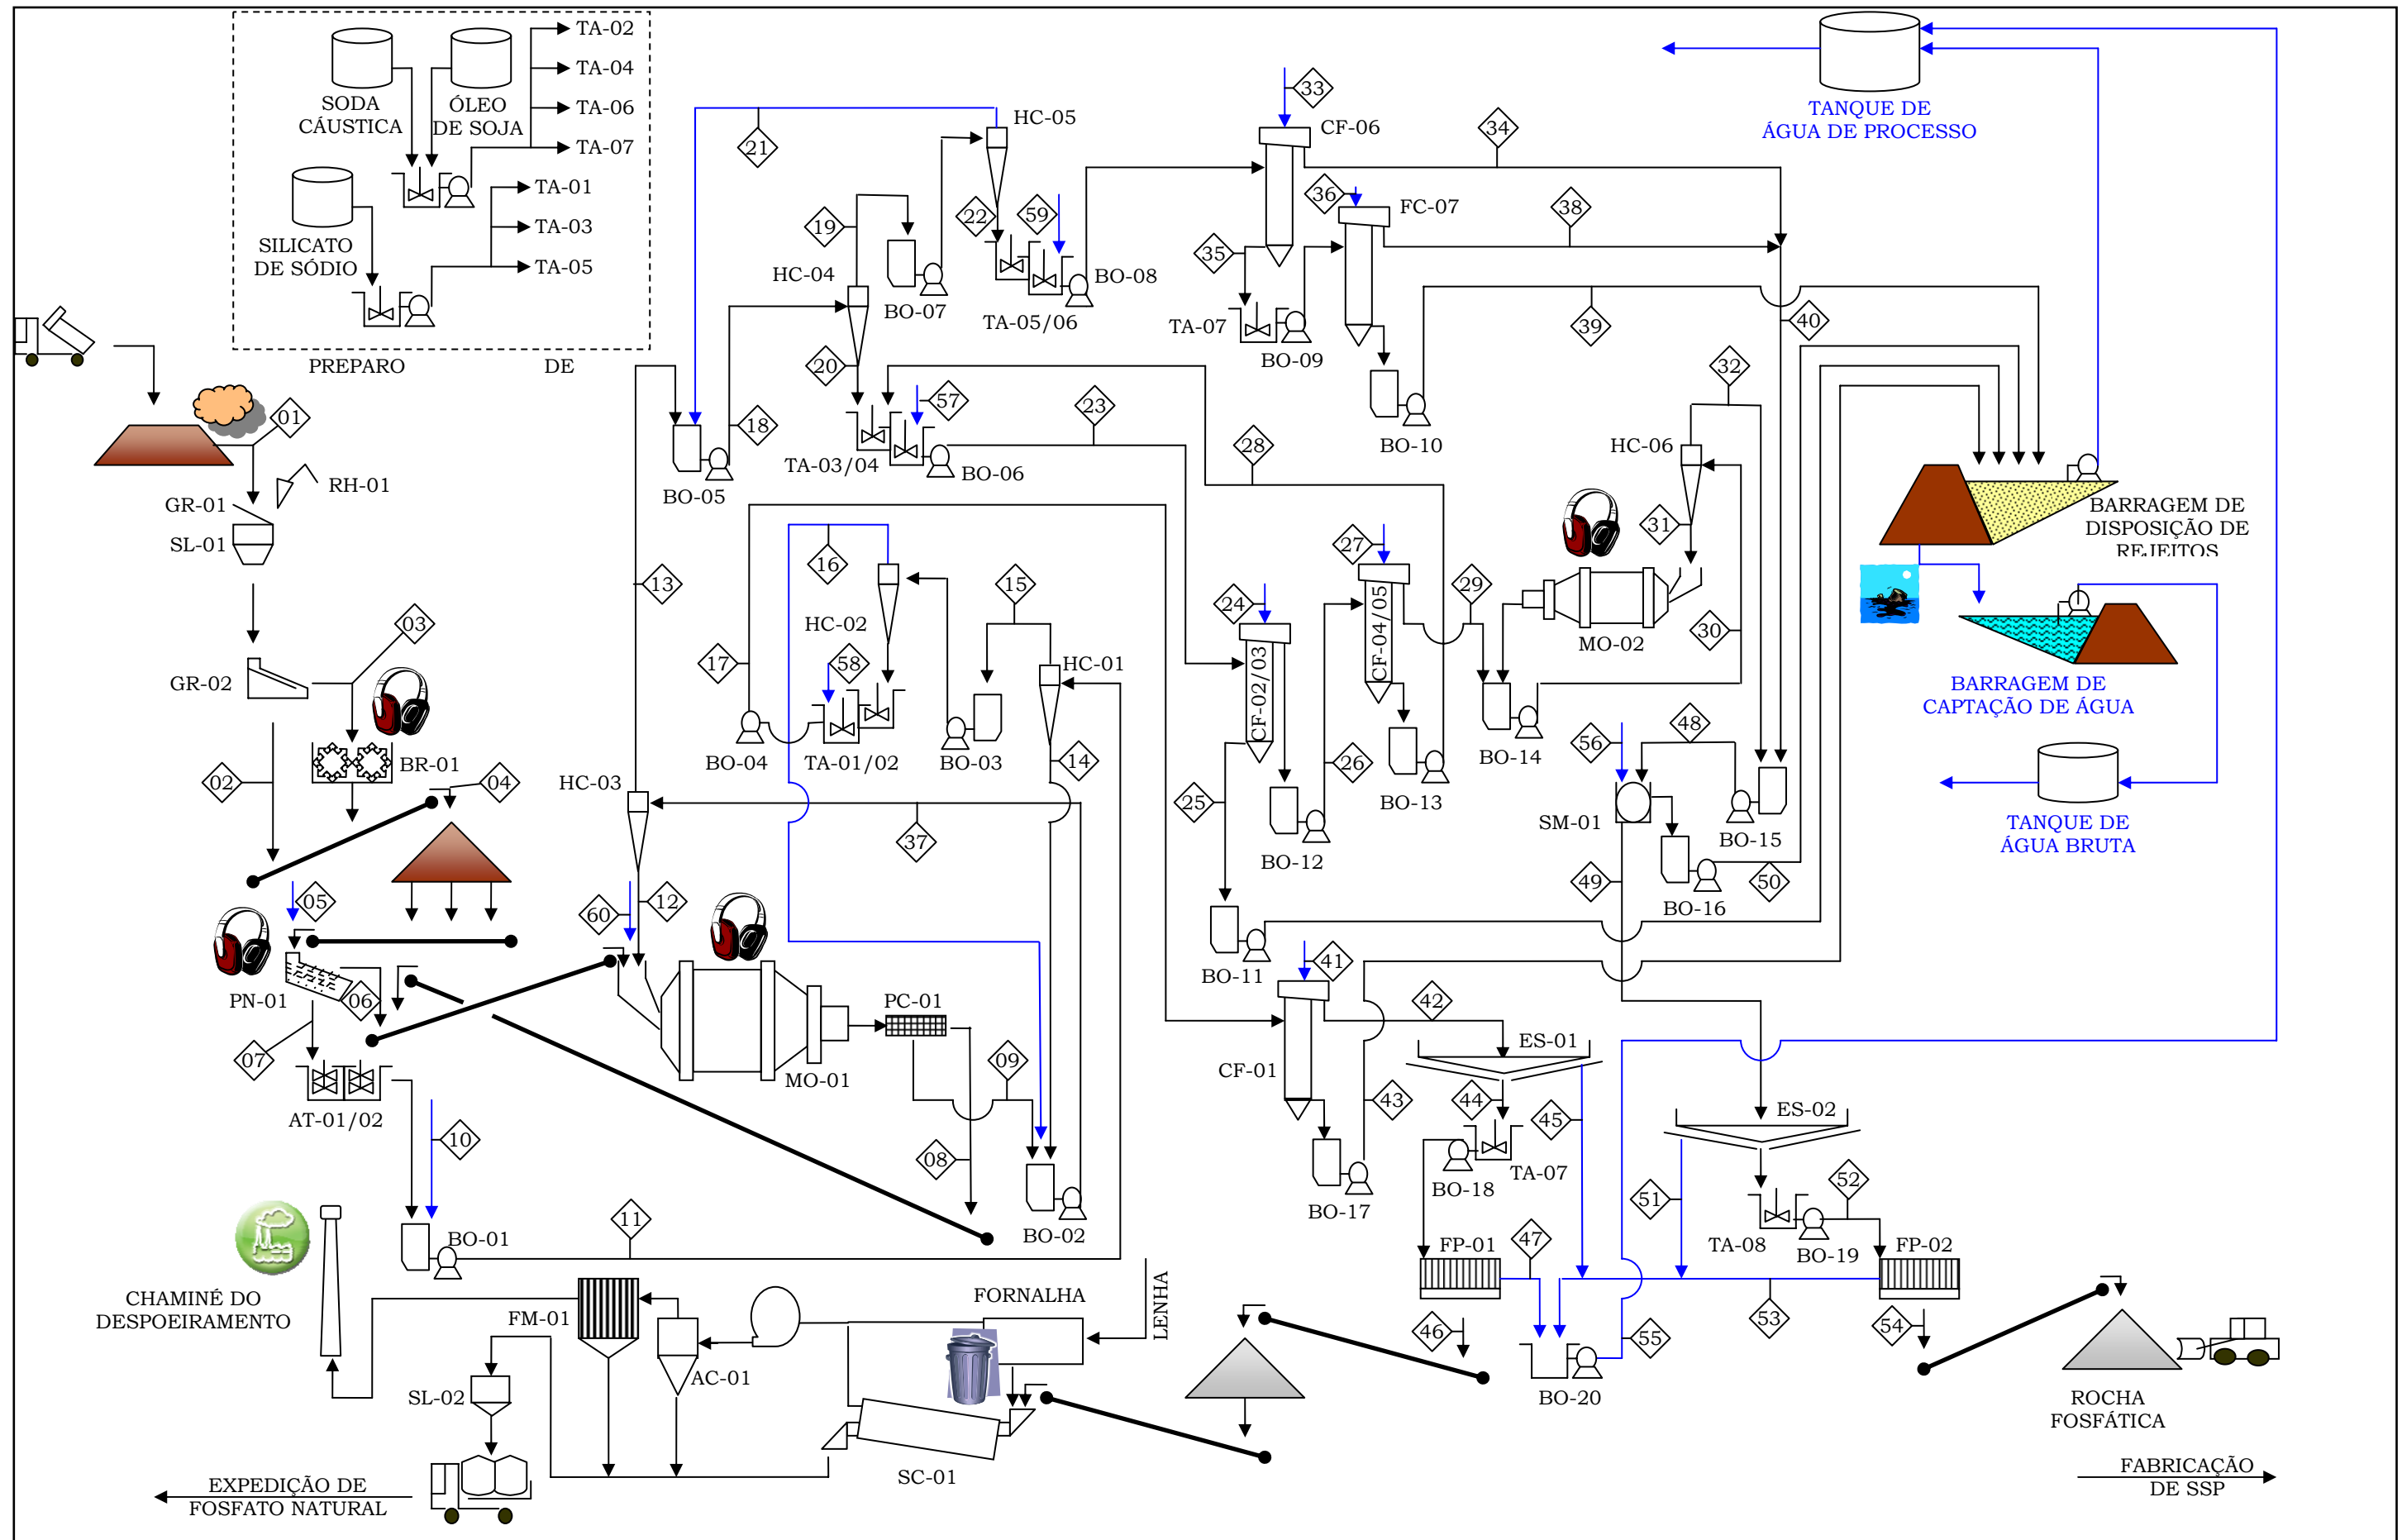 TA-02
TA-04
TA-06
TA-07
SODA
CÁUSTICA
ÓLEO
DE SOJA
TA-01
TA-03
TA-05
SILICATO
DE SÓDIO
PREPARO DE
HC-05
21
19
22
59
HC-04
BO-07
TA-05/06
BO-08
20
18
57
23
TA-03/04
BO-06
BO-05
33
CF-06
34
36
FC-07
38
35
TA-07
BO-09
39
40
BO-10
28
32
HC-06
31
30
MO-02
TANQUE DE
ÁGUA DE PROCESSO
BARRAGEM DE
DISPOSIÇÃO DE
REJEITOS
BARRAGEM DE
CAPTAÇÃO DE ÁGUA
TANQUE DE
ÁGUA BRUTA
01
RH-01
GR-01
SL-01
03
GR-02
BR-01
02
04
05
PN-01
06
07
AT-01/02
10
13
16
15
HC-02
HC-01
17
58
BO-04
TA-01/02
BO-03
14
HC-03
37
60
12
PC-01
MO-01
09
08
BO-02
11
BO-01
24
27
29
CF-02/03
CF-04/05
BO-14
25
26
BO-13
BO-12
BO-11
56
48
SM-01
BO-15
49
50
BO-16
41
42
CF-01
ES-01
43
44
45
BO-17
BO-18
TA-07
ES-02
51
52
TA-08
BO-19
FP-01
47
FP-02
46
55
53
54
BO-20
CHAMINÉ DO
DESPOEIRAMENTO
FM-01
AC-01
FORNALHA
LENHA
SL-02
SC-01
EXPEDIÇÃO DE
FOSFATO NATURAL
ROCHA
FOSFÁTICA
FABRICAÇÃO
DE SSP